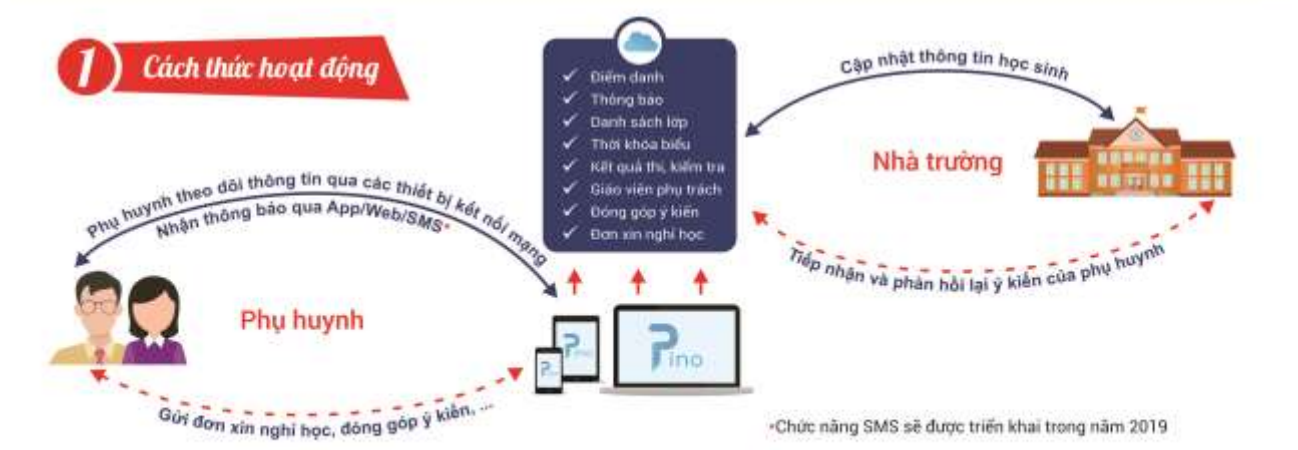 1 Cách thức hoạt động
Điểm danh
Thông báo
Danh sách lớp
Thời khóa biểu
Kết quả thi, kiểm tra
Giáo viên phụ trách
Đóng góp ý kiến
Đơn xin nghỉ học
Cập nhật thông tin học sinh
Nhà trường
Tiếp nhận và phản hồi lại ý kiến của phụ huynh
Phụ huynh theo dõi thông tin qua các thiết bị kết nối mạng
Nhận thông báo qua App/Web/SMS*
Phụ huynh
Pino
Pino
Gửi đơn xin nghỉ học, đóng góp ý kiến, ...
*Chức năng SMS sẽ được triển khai trong năm 2019